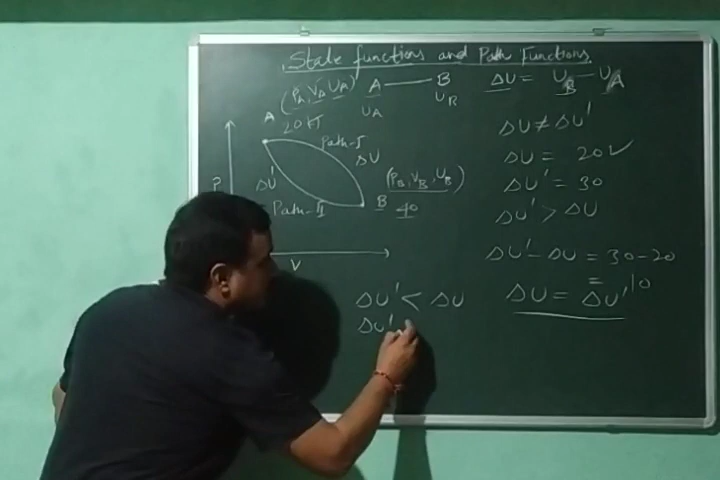 State functions and Path Functions.
(PA, VA UA) A — B ΔU = UB — UA
UA UB
A
20 kJ
Path-I
ΔU
ΔU'
(PB, VB, UB)
B 40
Path-II
P
V
ΔU ≠ ΔU'
ΔU = 20 ✓
ΔU' = 30
ΔU' > ΔU
ΔU' - ΔU = 30-20
= 10
ΔU = ΔU'
ΔU' < ΔU
ΔU'